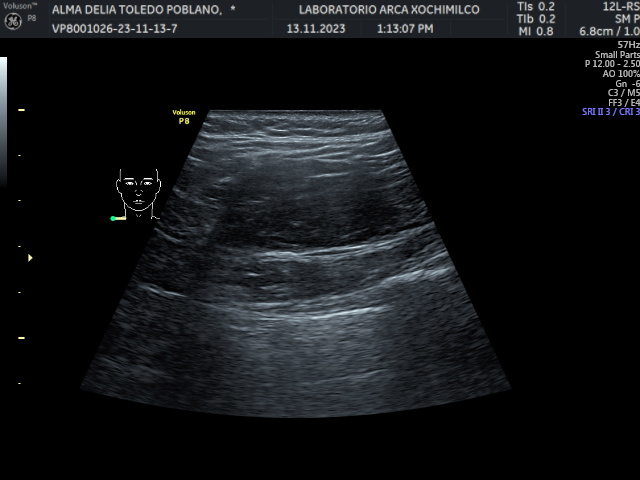 Voluson™
P8
ALMA DELIA TOLEDO POBLANO, *
LABORATORIO ARCA XOCHIMILCO
VP8001026-23-11-13-7
13.11.2023
1:13:07 PM
TIs 0.2
TIb 0.2
MI 0.8
12L-RS
SM P
6.8cm / 1.0
57Hz
Small Parts
P 12.00 - 2.50
AO 100%
Gn -6
C3 / M5
FF3 / E4
SRI II 3 / CRI 3
Voluson
P8